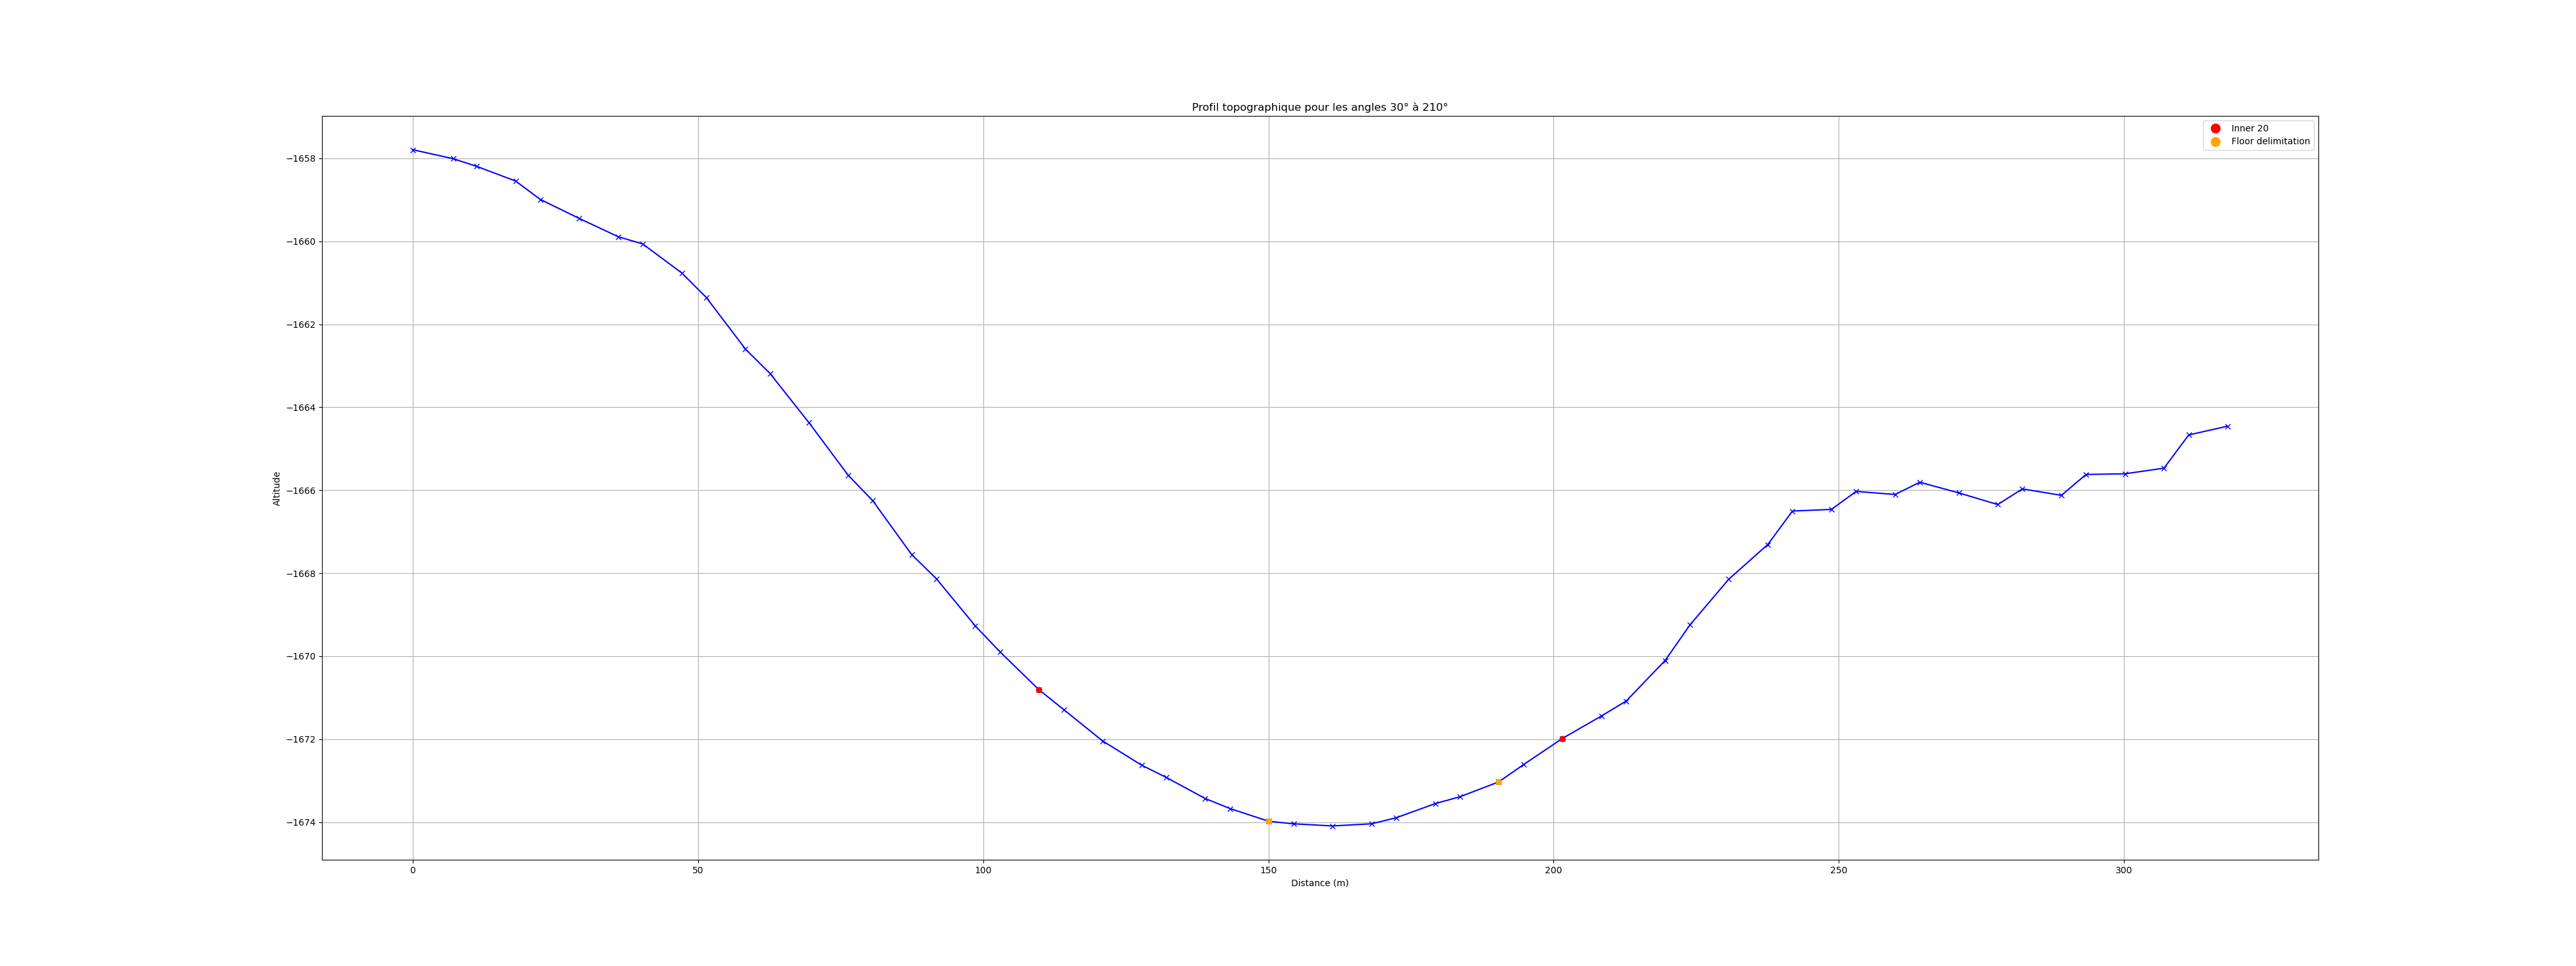 Profil topographique pour les angles 30° à 210°
Inner 20
Floor delimitation
Altitude
−1658
−1660
−1662
−1664
−1666
−1668
−1670
−1672
−1674
0 50 100 150 200 250 300
Distance (m)